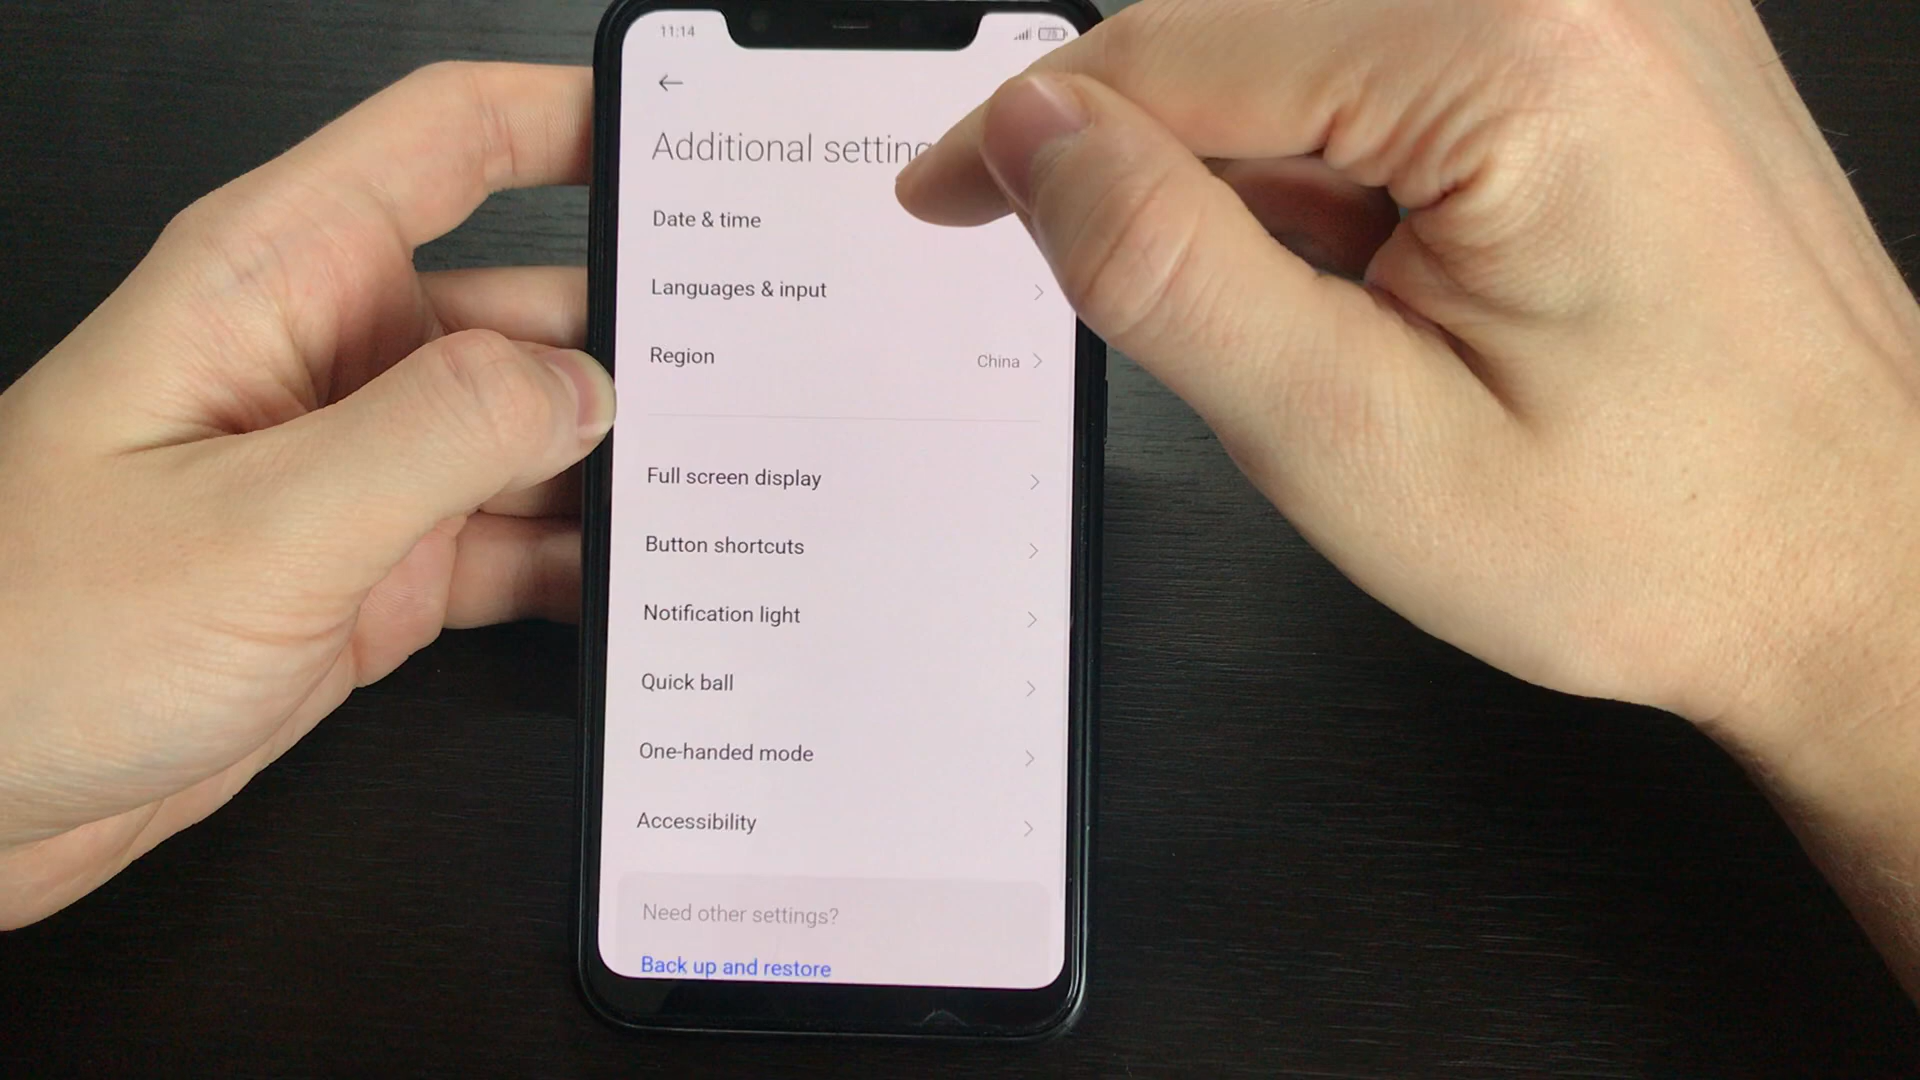 11:14
Additional setting
Date & time
Languages & input
Region
China
Full screen display
Button shortcuts
Notification light
Quick ball
One-handed mode
Accessibility
Need other settings?
Back up and restore